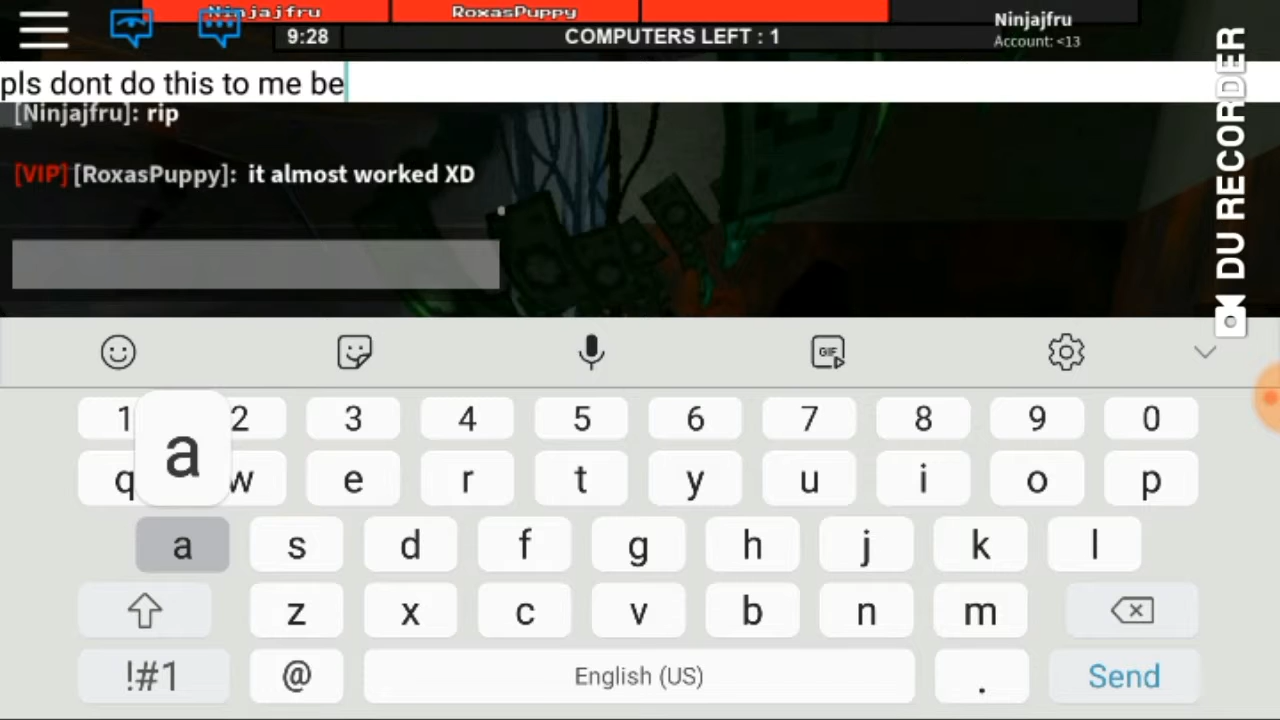 Ninjajfru RoxasPuppy
9:28 COMPUTERS LEFT : 1
Ninjajfru
Account: <13
pls dont do this to me be
[Ninjajfru]: rip
[VIP] [RoxasPuppy]: it almost worked XD
DU RECORDER
GIF
1 2 3 4 5 6 7 8 9 0
a
q w e r t y u i o p
a s d f g h j k l
z x c v b n m
!#1 @ English (US) . Send